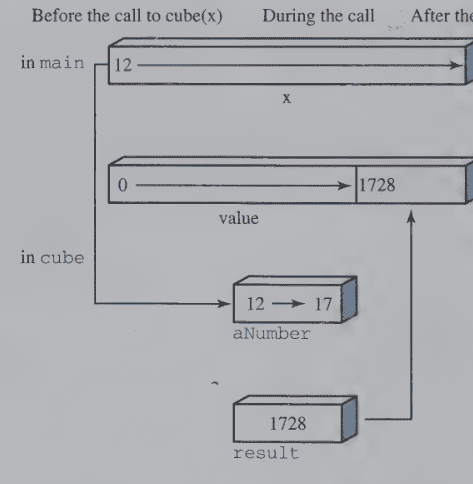 Before the call to cube(x) During the call After the
in main 12
x
0 1728
value
in cube
12 17
aNumber
1728
result